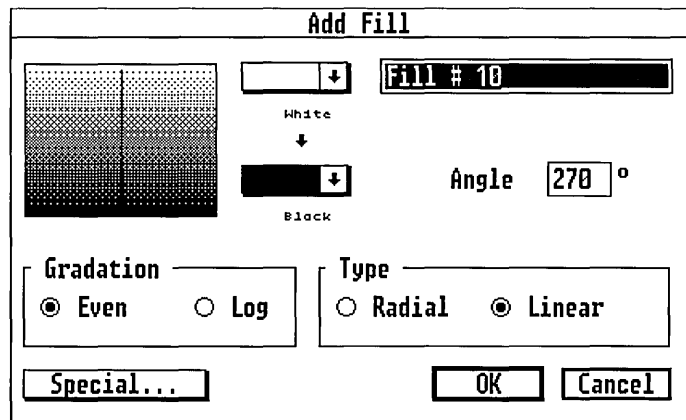 Add Fill
Fill # 10
White
Black
Angle 270 °
Gradation
Even Log
Type
Radial Linear
Special...
OK Cancel